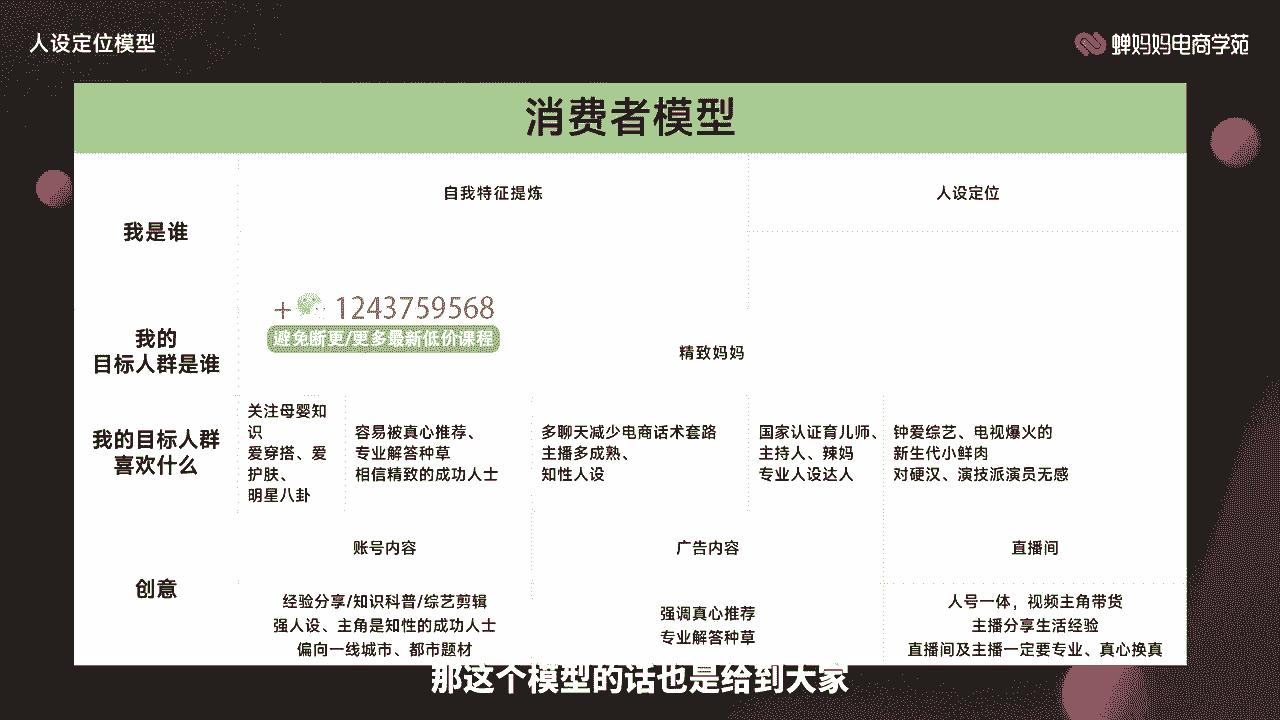 人设定位模型
蝉妈妈电商学苑
消费者模型
我是谁
自我特征提炼
人设定位
+ 1243759568
避免断更/更多最新低价课程
我的
目标人群是谁
精致妈妈
我的目标人群
喜欢什么
关注母婴知
识
爱穿搭、爱
护肤、
明星八卦
容易被真心推荐、
专业解答种草
相信精致的成功人士
多聊天减少电商话术套路
主播多成熟、
知性人设
国家认证育儿师、
主持人、辣妈
专业人设达人
钟爱综艺、电视爆火的
新生代小鲜肉
对硬汉、演技派演员无感
创意
账号内容
广告内容
直播间
经验分享/知识科普/综艺剪辑
强人设、主角是知性的成功人士
偏向一线城市、都市题材
强调真心推荐
专业解答种草
人号一体，视频主角带货
主播分享生活经验
直播间及主播一定要专业、真心换真
那这个模型的话也是给到大家